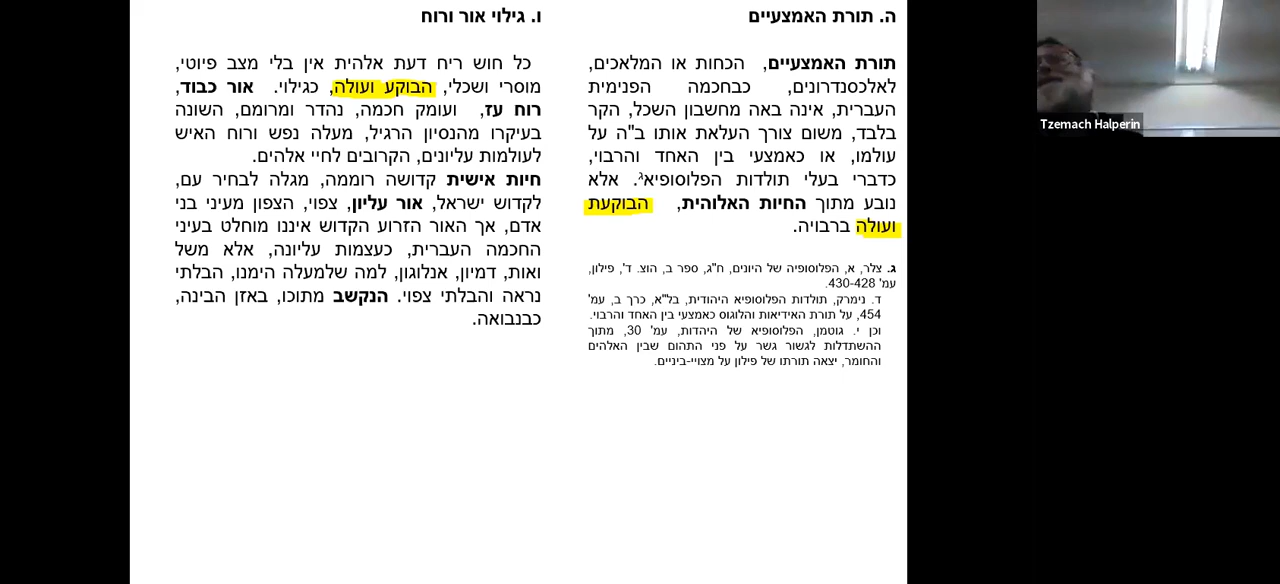 ה. תורת האמצעיים
תורת האמצעיים, הכחות או המלאכים,
לאלכסנדרונים, כבחכמה הפנימית
העברית, אינה באה מחשבון השכל, הקר
בלבד, משום צורך העלאת אותו ב"ה על
עולמו, או כאמצעי בין האחד והרבוי,
כדברי בעלי תולדות הפלוסופיאג. אלא
נובע מתוך החיות האלוהית, הבוקעת
ועולה ברבויה.
ג. צלר, א, הפלוסופיה של היונים, ח"ג, ספר ב, הוצ. ד', פילון,
עמ' 430-428.
ד. נימרק, תולדות הפלוסופיא היהודית, בל"א, כרך ב, עמ'
454, על תורת האידיאות והלוגוס כאמצעי בין האחד והרבוי.
וכן י. גוטמן, הפלוסופיא של היהדות, עמ' 30, מתוך
ההשתדלות לגשור גשר על פני התהום שבין האלהים
והחומר, יצאה תורתו של פילון על מצויי-ביניים.
ו. גילוי אור ורוח
כל חוש ריח דעת אלהית אין בלי מצב פיוטי,
מוסרי ושכלי, הבוקע ועולה, כגילוי. אור כבוד,
רוח עז, ועומק חכמה, נהדר ומרומם, השונה
בעיקרו מהנסיון הרגיל, מעלה נפש ורוח האיש
לעולמות עליונים, הקרובים לחיי אלהים.
חיות אישית קדושה רוממה, מגלה לבחיר עם,
לקדוש ישראל, אור עליון, צפוי, הצפון מעיני בני
אדם, אך האור הזרוע הקדוש איננו מוחלט בעיני
החכמה העברית, כעצמות עליונה, אלא משל
ואות, דמיון, אנלוגון, למה שלמעלה הימנו, הבלתי
נראה והבלתי צפוי. הנקשב מתוכו, באזן הבינה,
כבנבואה.
Tzemach Halperin